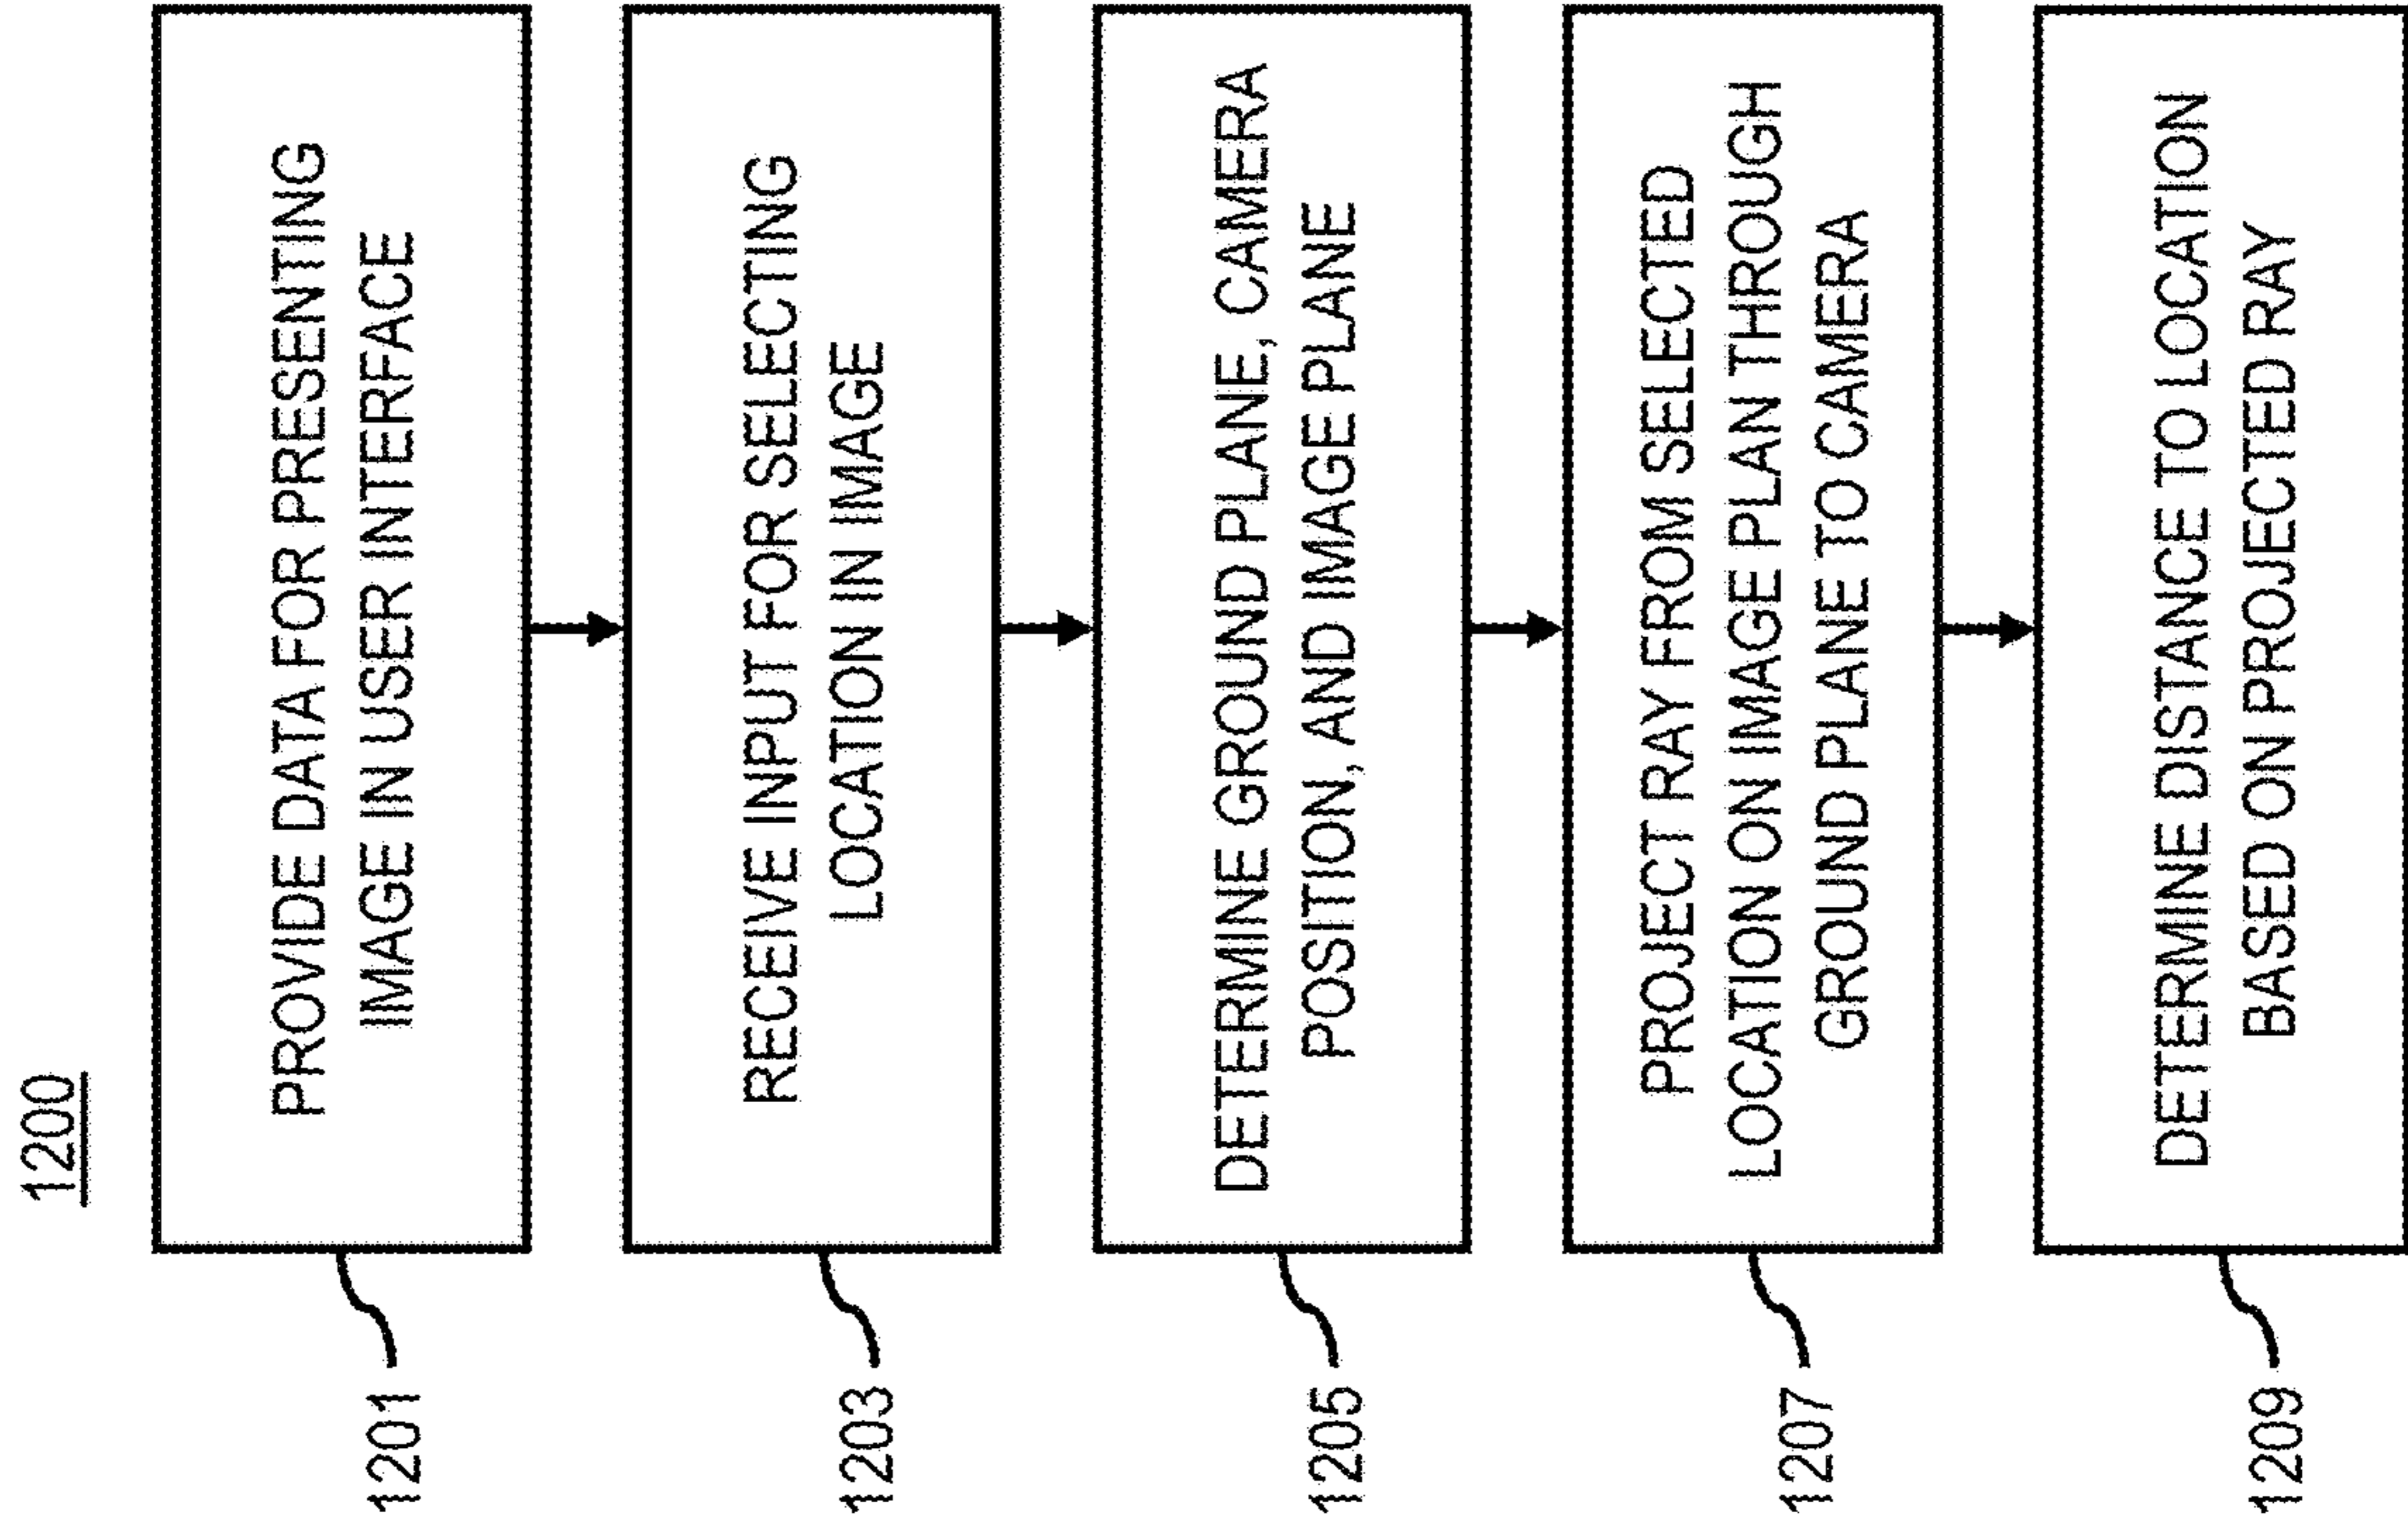 1200
1201
PROVIDE DATA FOR PRESENTING
IMAGE IN USER INTERFACE
1203
RECEIVE INPUT FOR SELECTING
LOCATION IN IMAGE
1205
DETERMINE GROUND PLANE, CAMERA
POSITION, AND IMAGE PLANE
1207
PROJECT RAY FROM SELECTED
LOCATION ON IMAGE PLAN THROUGH
GROUND PLANE TO CAMERA
1209
DETERMINE DISTANCE TO LOCATION
BASED ON PROJECTED RAY